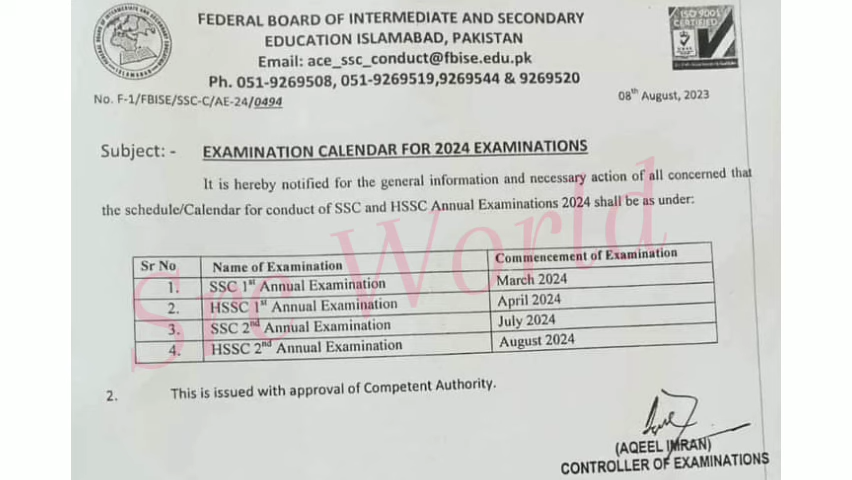 FEDERAL BOARD OF INTERMEDIATE AND SECONDARY
EDUCATION ISLAMABAD, PAKISTAN
Email: ace_ssc_conduct@fbise.edu.pk
Ph. 051-9269508, 051-9269519,9269544 & 9269520
ISO 9001
CERTIFIED
No. F-1/FBISE/SSC-C/AE-24/0494
08th August, 2023
Subject: - EXAMINATION CALENDAR FOR 2024 EXAMINATIONS
It is hereby notified for the general information and necessary action of all concerned that
the schedule/Calendar for conduct of SSC and HSSC Annual Examinations 2024 shall be as under:
Sr No Name of Examination Commencement of Examination
1. SSC 1st Annual Examination March 2024
2. HSSC 1st Annual Examination April 2024
3. SSC 2nd Annual Examination July 2024
4. HSSC 2nd Annual Examination August 2024
2. This is issued with approval of Competent Authority.
(AQEEL IMRAN)
CONTROLLER OF EXAMINATIONS
Src World